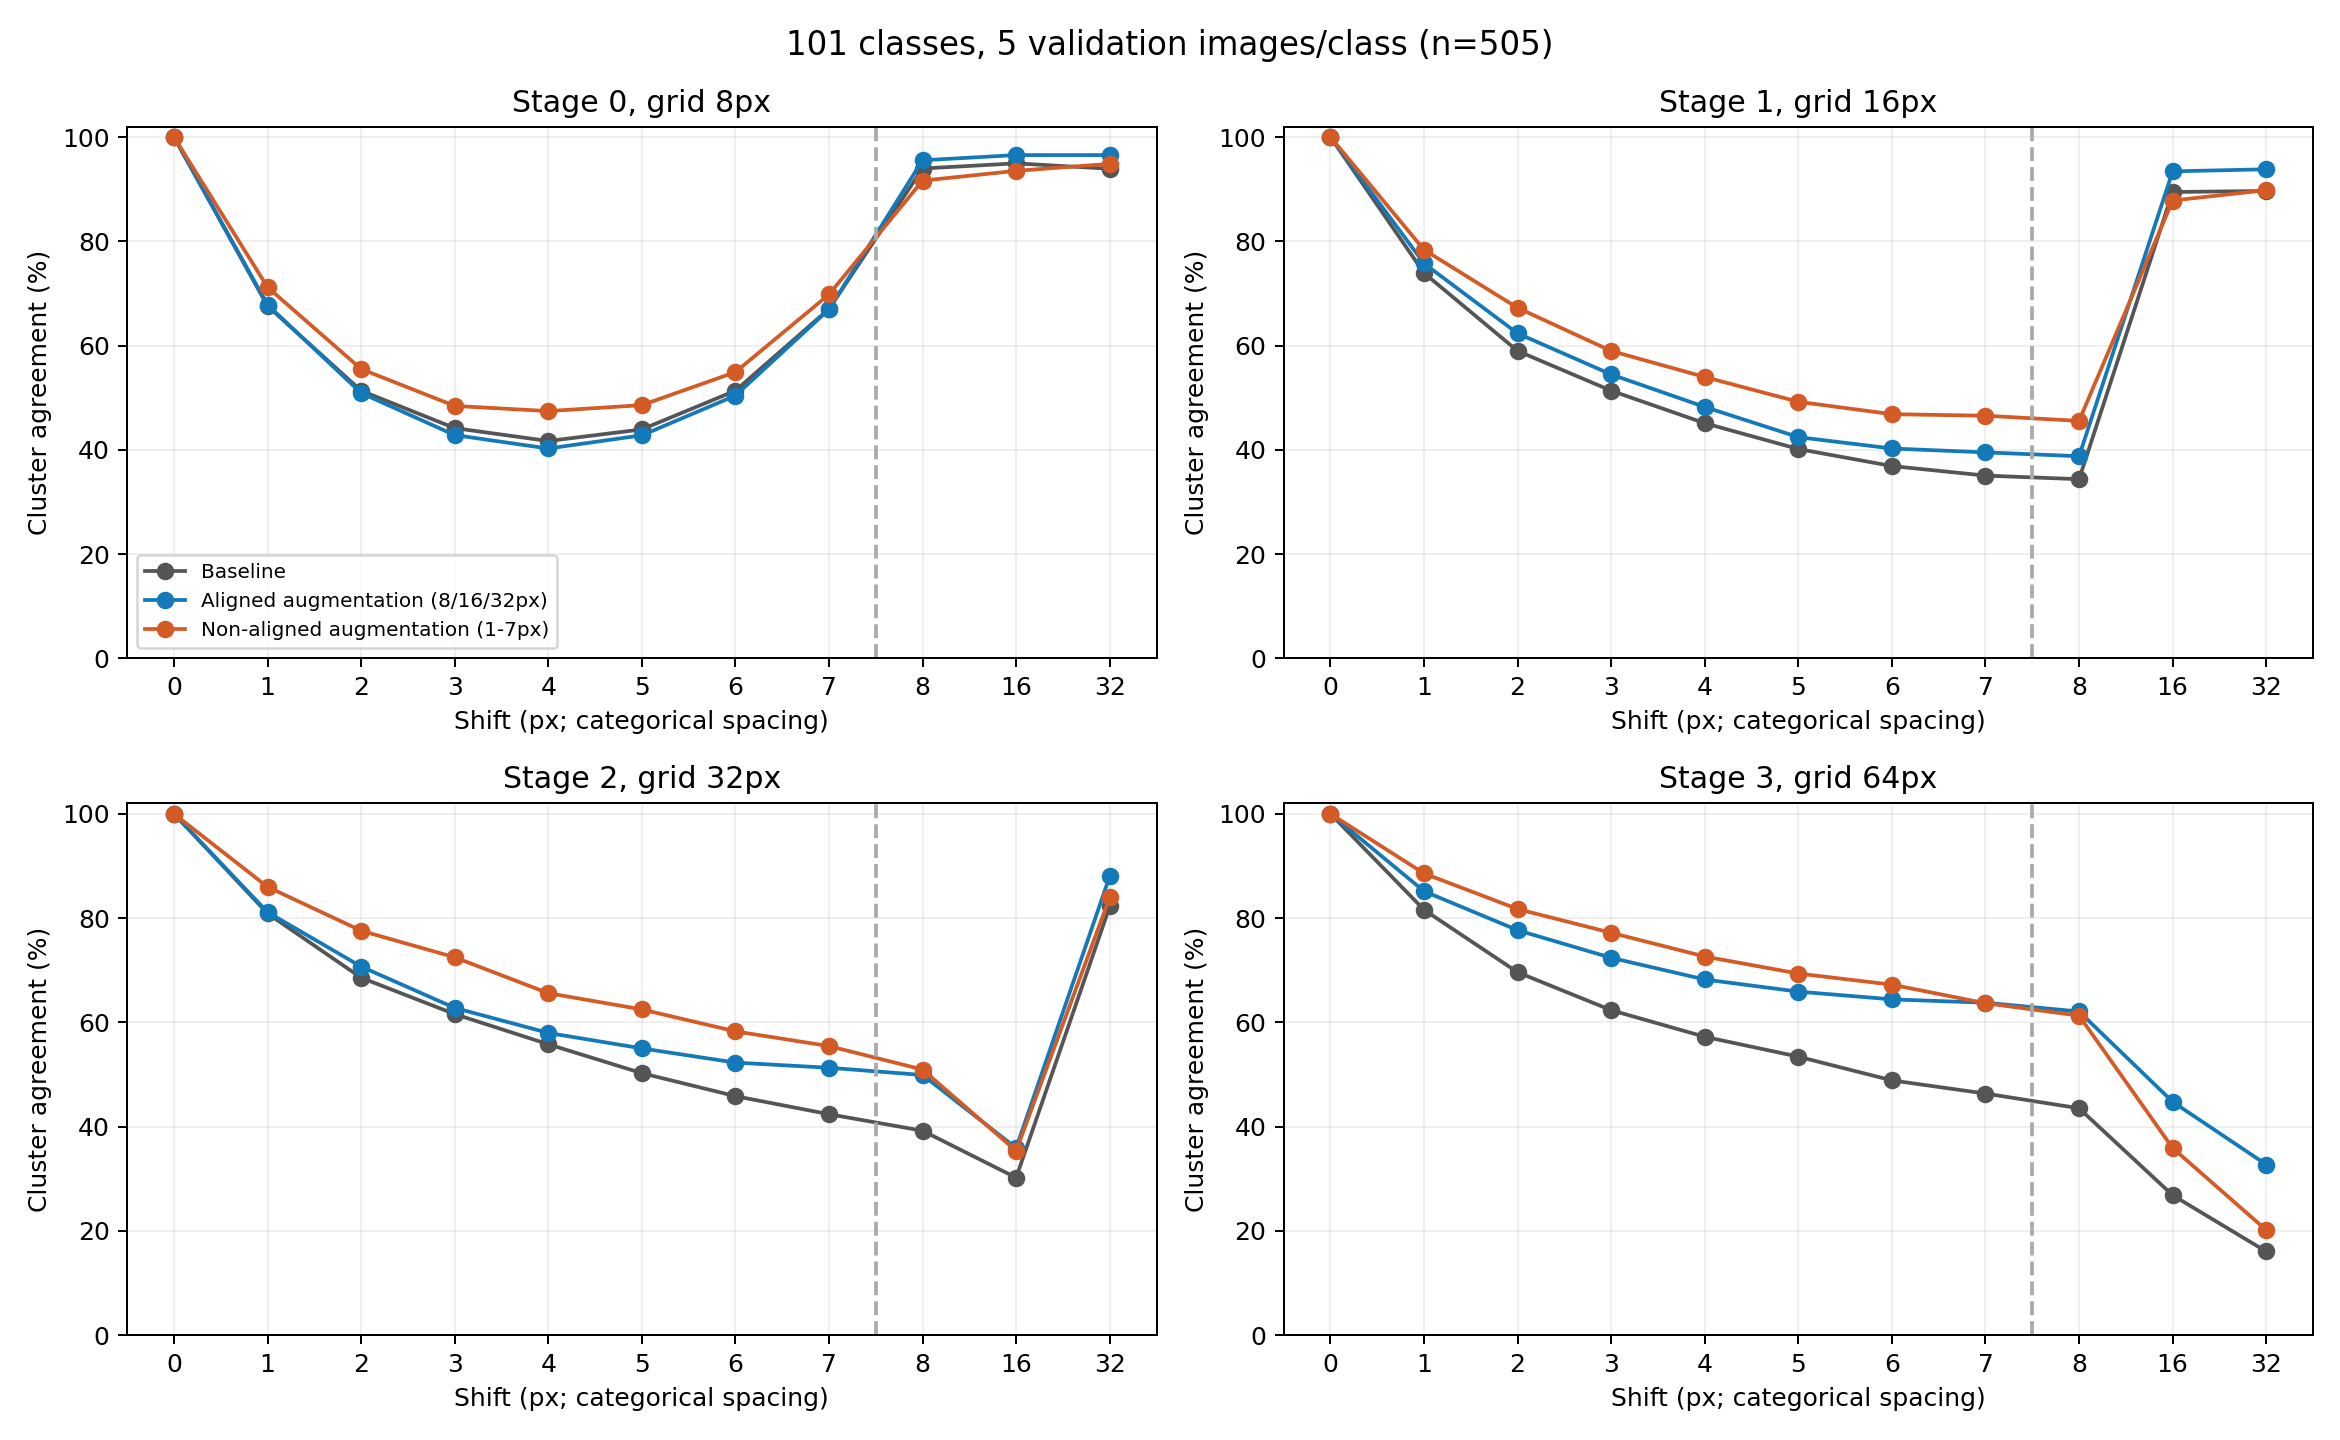 101 classes, 5 validation images/class (n=505)
Stage 0, grid 8px
Cluster agreement (%)
100
80
60
40
20
0
Baseline
Aligned augmentation (8/16/32px)
Non-aligned augmentation (1-7px)
0 1 2 3 4 5 6 7 8 16 32
Shift (px; categorical spacing)
Stage 1, grid 16px
Cluster agreement (%)
100
80
60
40
20
0
0 1 2 3 4 5 6 7 8 16 32
Shift (px; categorical spacing)
Stage 2, grid 32px
Cluster agreement (%)
100
80
60
40
20
0
0 1 2 3 4 5 6 7 8 16 32
Shift (px; categorical spacing)
Stage 3, grid 64px
Cluster agreement (%)
100
80
60
40
20
0
0 1 2 3 4 5 6 7 8 16 32
Shift (px; categorical spacing)